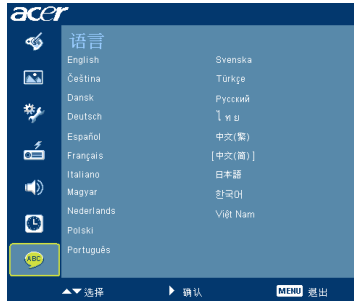 acer
语言
English
Čeština
Dansk
Deutsch
Español
Français
Italiano
Magyar
Nederlands
Polski
Português
Svenska
Türkçe
Русский
ไทย
中文(繁)
[中文(简)]
日本語
한국어
Việt Nam
ABC
▲▼选择
▶ 确认
MENU 退出